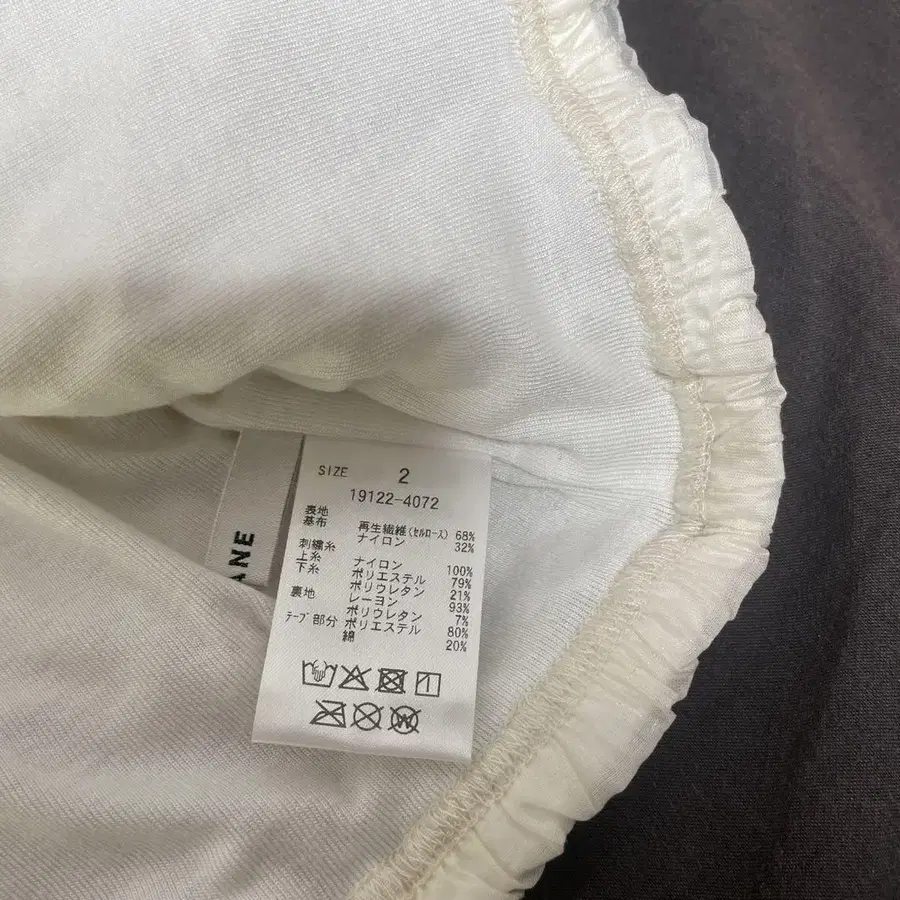 SIZE 2
19122-4072
表地
基布 再生繊維(セルロース) 68%
ナイロン 32%
刺繍糸
上糸 ナイロン 100%
下糸 ポリエステル 79%
ポリウレタン 21%
裏地 レーヨン 93%
ポリウレタン 7%
テープ部分 ポリエステル 80%
綿 20%
ANE